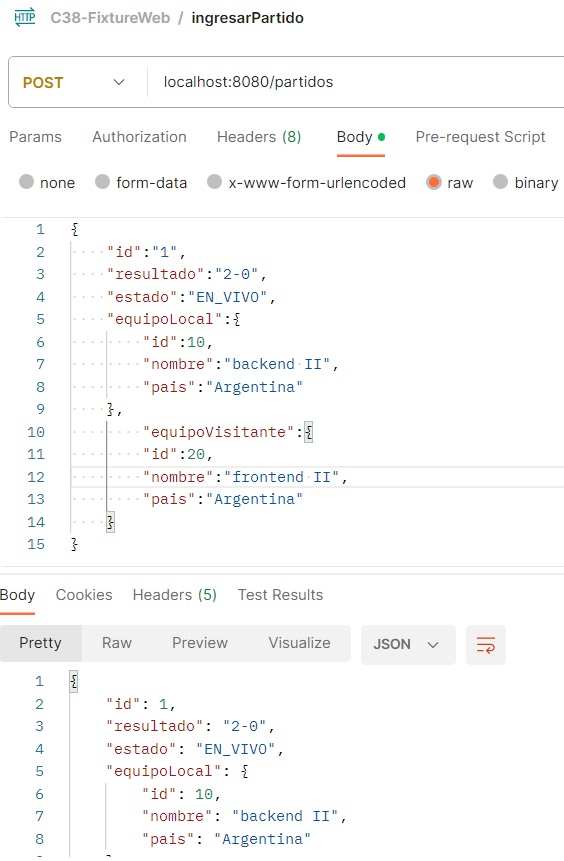 HTTP C38-FixtureWeb / ingresarPartido
POST localhost:8080/partidos
Params Authorization Headers (8) Body Pre-request Script
none form-data x-www-form-urlencoded raw binary
1 {
2 "id":"1",
3 "resultado":"2-0",
4 "estado":"EN_VIVO",
5 "equipoLocal":{
6 "id":10,
7 "nombre":"backend II",
8 "pais":"Argentina"
9 },
10 "equipoVisitante":{
11 "id":20,
12 "nombre":"frontend II",
13 "pais":"Argentina"
14 }
15 }
Body Cookies Headers (5) Test Results
Pretty Raw Preview Visualize JSON
1 {
2 "id": 1,
3 "resultado": "2-0",
4 "estado": "EN_VIVO",
5 "equipoLocal": {
6 "id": 10,
7 "nombre": "backend II",
8 "pais": "Argentina"